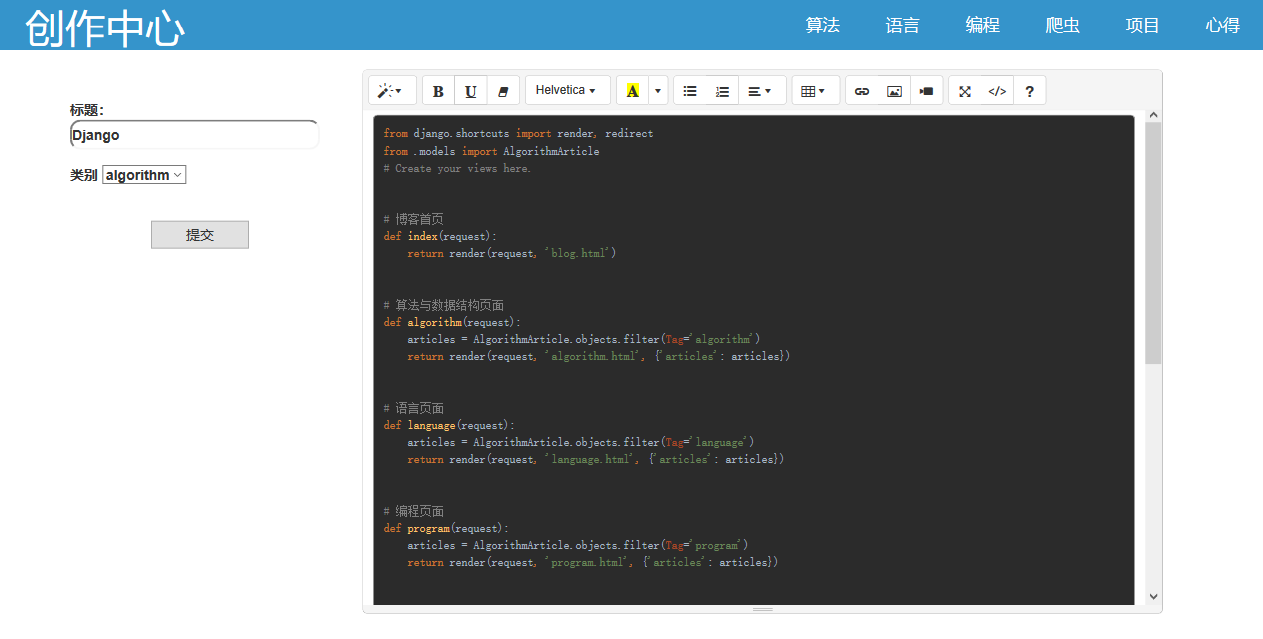 创作中心
算法 语言 编程 爬虫 项目 心得
标题：
Django
类别 algorithm
提交
B U Helvetica A </> ?
from django.shortcuts import render, redirect
from .models import AlgorithmArticle
# Create your views here.
# 博客首页
def index(request):
    return render(request, 'blog.html')
# 算法与数据结构页面
def algorithm(request):
    articles = AlgorithmArticle.objects.filter(Tag='algorithm')
    return render(request, 'algorithm.html', {'articles': articles})
# 语言页面
def language(request):
    articles = AlgorithmArticle.objects.filter(Tag='language')
    return render(request, 'language.html', {'articles': articles})
# 编程页面
def program(request):
    articles = AlgorithmArticle.objects.filter(Tag='program')
    return render(request, 'program.html', {'articles': articles})